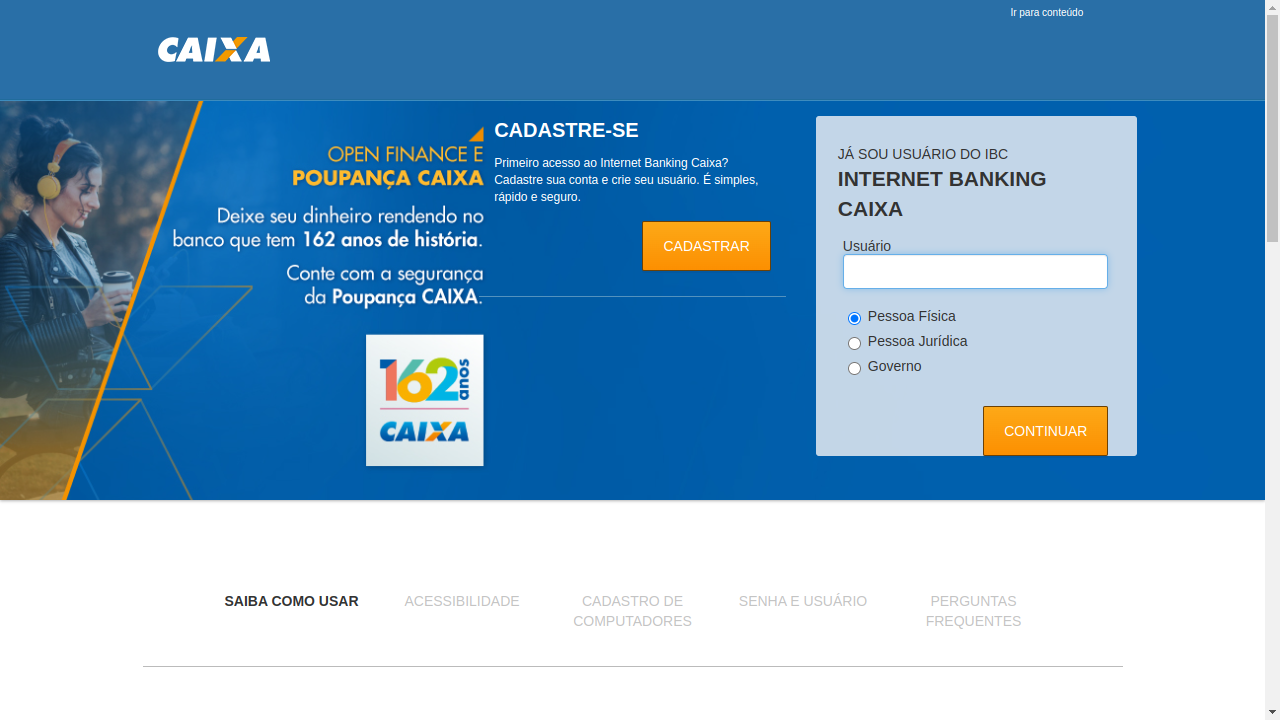 Ir para conteúdo
CAIXA
OPEN FINANCE E
POUPANÇA CAIXA
Deixe seu dinheiro rendendo no
banco que tem 162 anos de história.
Conte com a segurança
da Poupança CAIXA.
162 anos
CAIXA
CADASTRE-SE
Primeiro acesso ao Internet Banking Caixa?
Cadastre sua conta e crie seu usuário. É simples,
rápido e seguro.
CADASTRAR
JÁ SOU USUÁRIO DO IBC
INTERNET BANKING
CAIXA
Usuário
Pessoa Física
Pessoa Jurídica
Governo
CONTINUAR
SAIBA COMO USAR
ACESSIBILIDADE
CADASTRO DE
COMPUTADORES
SENHA E USUÁRIO
PERGUNTAS
FREQUENTES